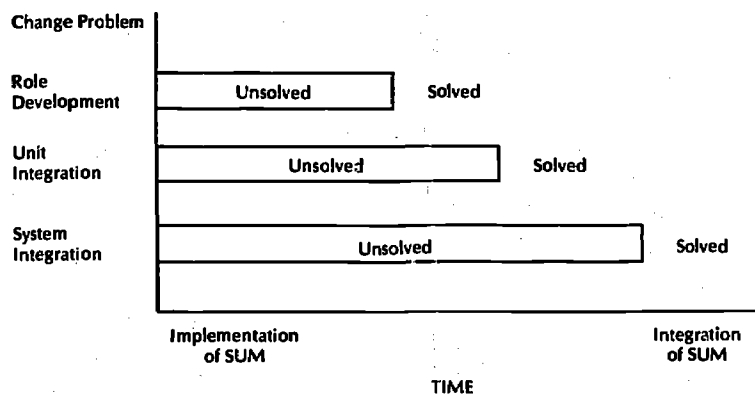 Change Problem
Role
Development
Unsolved
Solved
Unit
Integration
Unsolved
Solved
System
Integration
Unsolved
Solved
Implementation
of SUM
Integration
of SUM
TIME